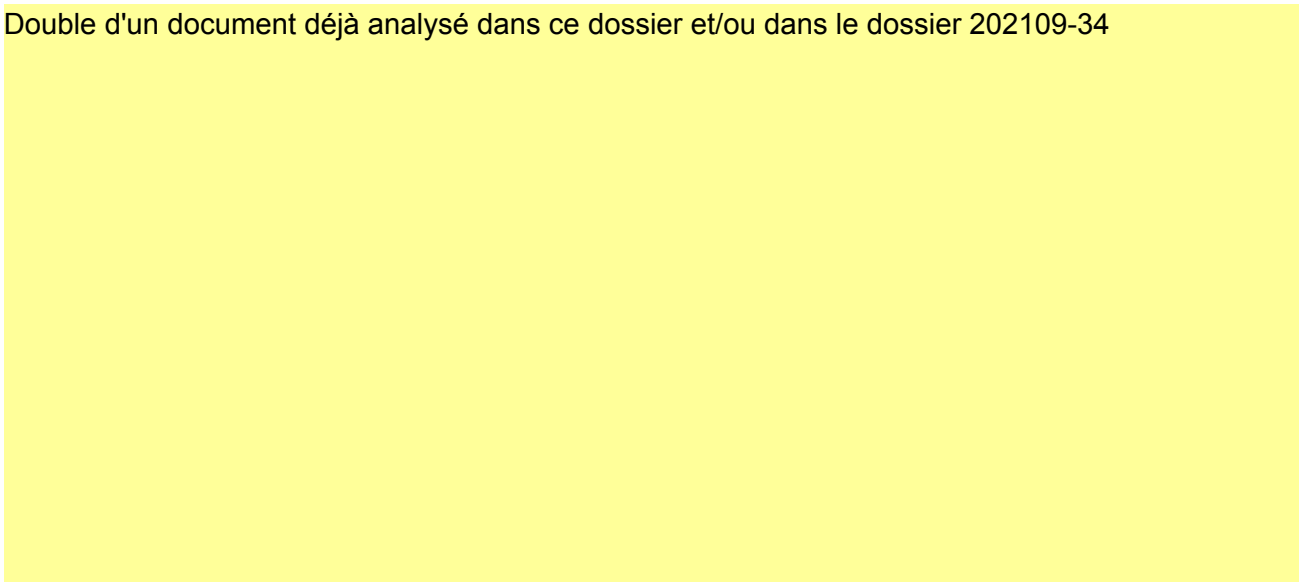 Double d'un document déjà analysé dans ce dossier et/ou dans le dossier 202109-34